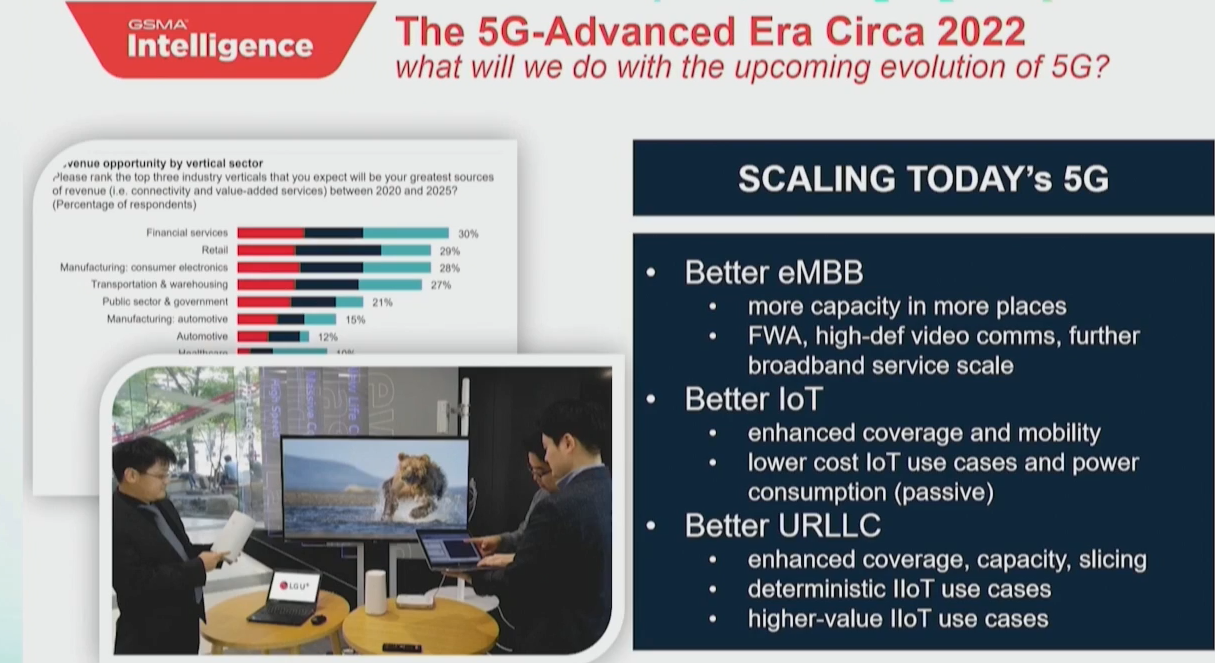 GSMA
Intelligence
The 5G-Advanced Era Circa 2022
what will we do with the upcoming evolution of 5G?
venue opportunity by vertical sector
Please rank the top three industry verticals that you expect will be your greatest sources
of revenue (i.e. connectivity and value-added services) between 2020 and 2025?
(Percentage of respondents)
Financial services 30%
Retail 29%
Manufacturing: consumer electronics 28%
Transportation & warehousing 27%
Public sector & government 21%
Manufacturing: automotive 15%
Automotive 12%
Healthcare 10%
LG U+
SCALING TODAY's 5G
• Better eMBB
• more capacity in more places
• FWA, high-def video comms, further
broadband service scale
• Better IoT
• enhanced coverage and mobility
• lower cost IoT use cases and power
consumption (passive)
• Better URLLC
• enhanced coverage, capacity, slicing
• deterministic IIoT use cases
• higher-value IIoT use cases